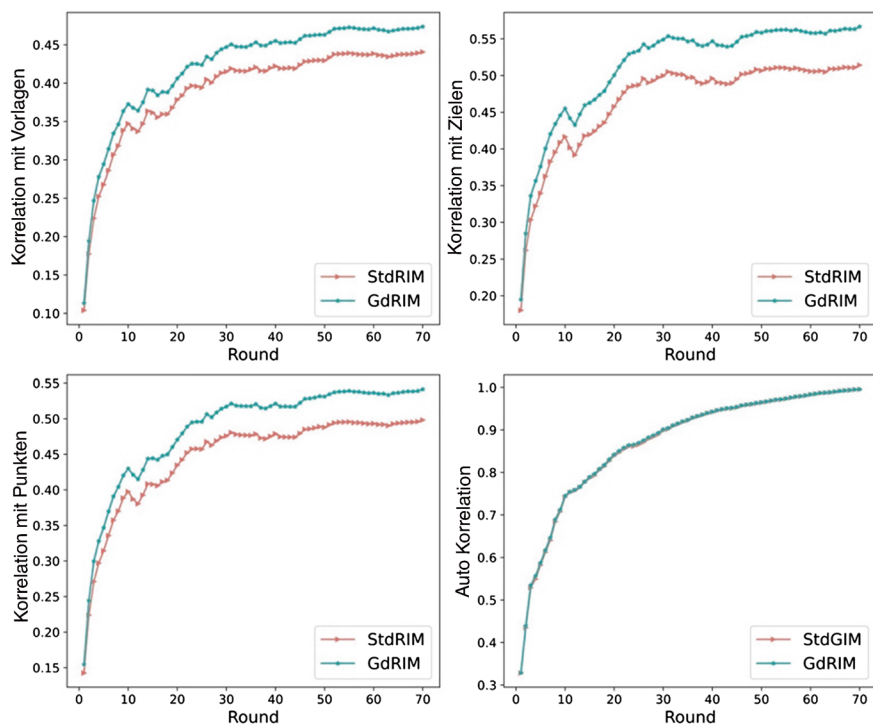 Korrelation mit Vorlagen
0.45
0.40
0.35
0.30
0.25
0.20
0.15
0.10
StdRIM
GdRIM
0 10 20 30 40 50 60 70
Round
Korrelation mit Zielen
0.55
0.50
0.45
0.40
0.35
0.30
0.25
0.20
StdRIM
GdRIM
0 10 20 30 40 50 60 70
Round
Korrelation mit Punkten
0.55
0.50
0.45
0.40
0.35
0.30
0.25
0.20
0.15
StdRIM
GdRIM
0 10 20 30 40 50 60 70
Round
Auto Korrelation
1.0
0.9
0.8
0.7
0.6
0.5
0.4
0.3
StdGIM
GdRIM
0 10 20 30 40 50 60 70
Round